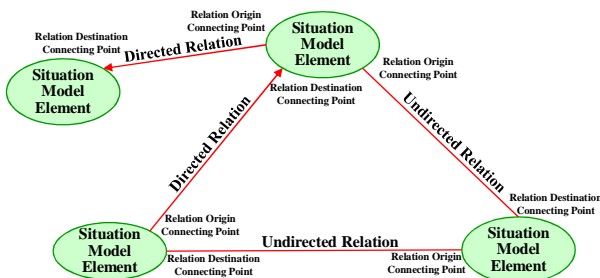 Relation Origin
Connecting Point
Situation
Model
Element
Relation Destination
Connecting Point
Directed Relation
Situation
Model
Element
Relation Origin
Connecting Point
Relation Destination
Connecting Point
Directed Relation
Undirected Relation
Relation Destination
Connecting Point
Relation Origin
Connecting Point
Situation
Model
Element
Undirected Relation
Relation Destination
Connecting Point
Relation Origin
Connecting Point
Situation
Model
Element